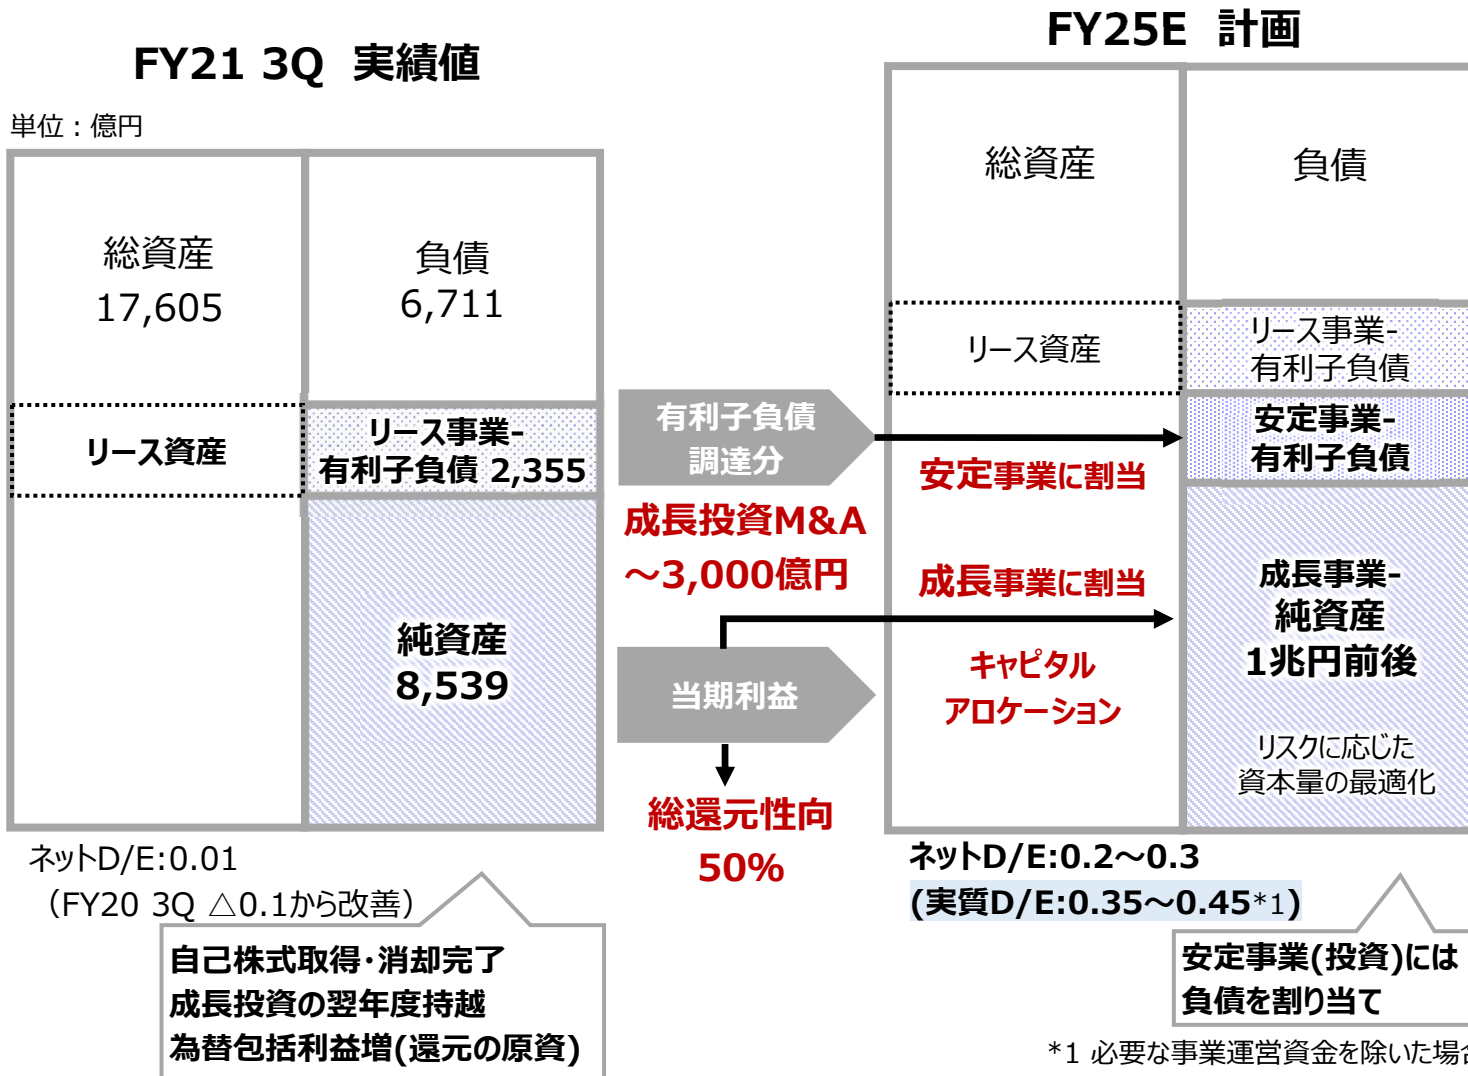 FY21 3Q 実績値
単位：億円
総資産
17,605
負債
6,711
リース資産
リース事業-
有利子負債 2,355
純資産
8,539
ネットD/E:0.01
（FY20 3Q △0.1から改善）
自己株式取得･消却完了
成長投資の翌年度持越
為替包括利益増(還元の原資)
有利子負債
調達分
成長投資M&A
～3,000億円
当期利益
総還元性向
50%
安定事業に割当
成長事業に割当
キャピタル
アロケーション
FY25E 計画
総資産
負債
リース資産
リース事業-
有利子負債
安定事業-
有利子負債
成長事業-
純資産
1兆円前後
リスクに応じた
資本量の最適化
ネットD/E:0.2～0.3
(実質D/E:0.35～0.45*1)
安定事業(投資)には
負債を割り当て
*1 必要な事業運営資金を除いた場合